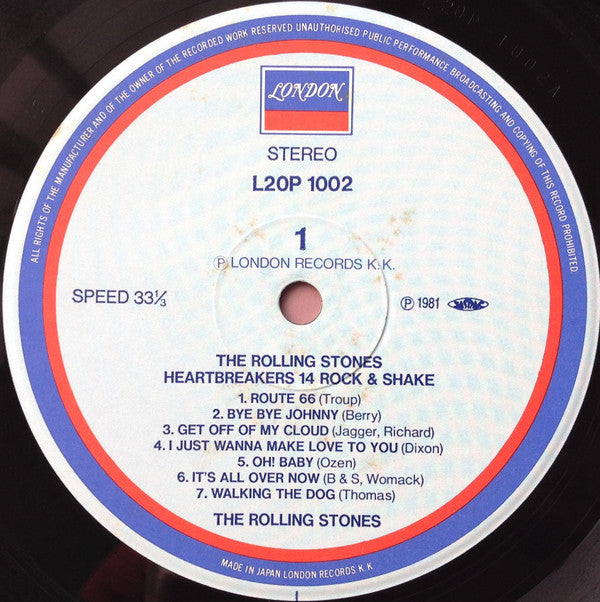 ALL RIGHTS OF THE MANUFACTURER AND OF THE OWNER OF THE RECORDED WORK RESERVED UNAUTHORISED PUBLIC PERFORMANCE BROADCASTING AND COPYING OF THIS RECORD PROHIBITED.
LONDON
STEREO
L20P 1002
1
Ⓟ LONDON RECORDS K.K.
SPEED 33⅓
Ⓟ 1981 JASRAC
THE ROLLING STONES
HEARTBREAKERS 14 ROCK & SHAKE
1. ROUTE 66 (Troup)
2. BYE BYE JOHNNY (Berry)
3. GET OFF OF MY CLOUD (Jagger, Richard)
4. I JUST WANNA MAKE LOVE TO YOU (Dixon)
5. OH! BABY (Ozen)
6. IT'S ALL OVER NOW (B & S, Womack)
7. WALKING THE DOG (Thomas)
THE ROLLING STONES
MADE IN JAPAN LONDON RECORDS K.K.